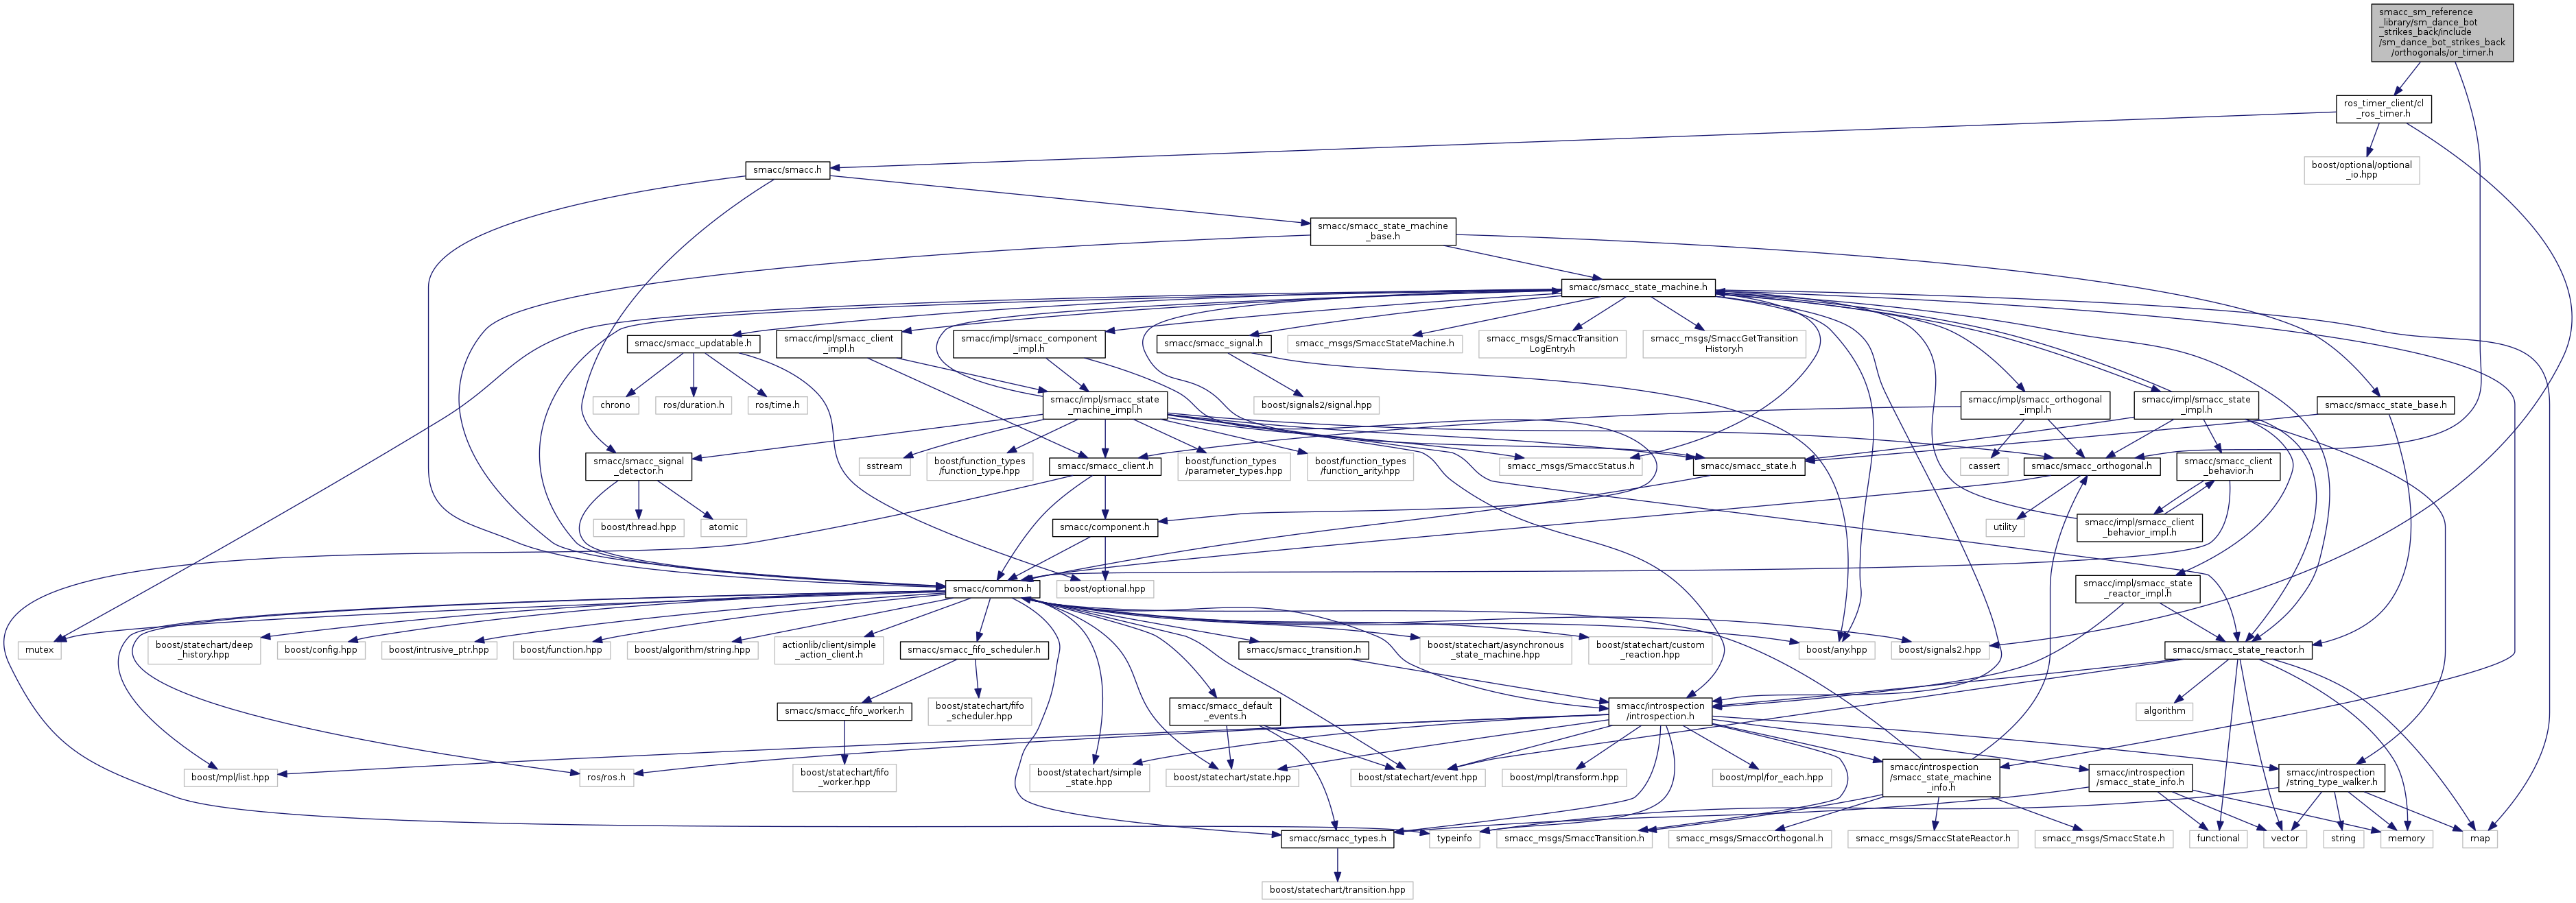 smacc_sm_reference
_library/sm_dance_bot
_strikes_back/include
/sm_dance_bot_strikes_back
/orthogonals/or_timer.h
ros_timer_client/cl
_ros_timer.h
smacc/smacc.h
boost/optional/optional
_io.hpp
smacc/smacc_state_machine
_base.h
smacc/smacc_state_machine.h
smacc/smacc_updatable.h
smacc/impl/smacc_client
_impl.h
smacc/impl/smacc_component
_impl.h
smacc/smacc_signal.h
smacc_msgs/SmaccStateMachine.h
smacc_msgs/SmaccTransition
LogEntry.h
smacc_msgs/SmaccGetTransition
History.h
chrono
ros/duration.h
ros/time.h
smacc/impl/smacc_state
_machine_impl.h
boost/signals2/signal.hpp
smacc/impl/smacc_orthogonal
_impl.h
smacc/impl/smacc_state
_impl.h
smacc/smacc_state_base.h
smacc/smacc_signal
_detector.h
sstream
boost/function_types
/function_type.hpp
smacc/smacc_client.h
boost/function_types
/parameter_types.hpp
boost/function_types
/function_arity.hpp
smacc_msgs/SmaccStatus.h
smacc/smacc_state.h
cassert
smacc/smacc_orthogonal.h
smacc/smacc_client
_behavior.h
boost/thread.hpp
atomic
smacc/component.h
utility
smacc/impl/smacc_client
_behavior_impl.h
smacc/common.h
boost/optional.hpp
smacc/impl/smacc_state
_reactor_impl.h
mutex
boost/statechart/deep
_history.hpp
boost/config.hpp
boost/intrusive_ptr.hpp
boost/function.hpp
boost/algorithm/string.hpp
actionlib/client/simple
_action_client.h
smacc/smacc_fifo_scheduler.h
smacc/smacc_transition.h
boost/statechart/asynchronous
_state_machine.hpp
boost/statechart/custom
_reaction.hpp
boost/any.hpp
boost/signals2.hpp
smacc/smacc_state_reactor.h
smacc/smacc_fifo_worker.h
boost/statechart/fifo
_scheduler.hpp
smacc/smacc_default
_events.h
smacc/introspection
/introspection.h
algorithm
boost/mpl/list.hpp
ros/ros.h
boost/statechart/fifo
_worker.hpp
boost/statechart/simple
_state.hpp
boost/statechart/state.hpp
boost/statechart/event.hpp
boost/mpl/transform.hpp
boost/mpl/for_each.hpp
smacc/introspection
/smacc_state_machine
_info.h
smacc/introspection
/smacc_state_info.h
smacc/introspection
/string_type_walker.h
smacc/smacc_types.h
typeinfo
smacc_msgs/SmaccTransition.h
smacc_msgs/SmaccOrthogonal.h
smacc_msgs/SmaccStateReactor.h
smacc_msgs/SmaccState.h
functional
vector
string
memory
map
boost/statechart/transition.hpp